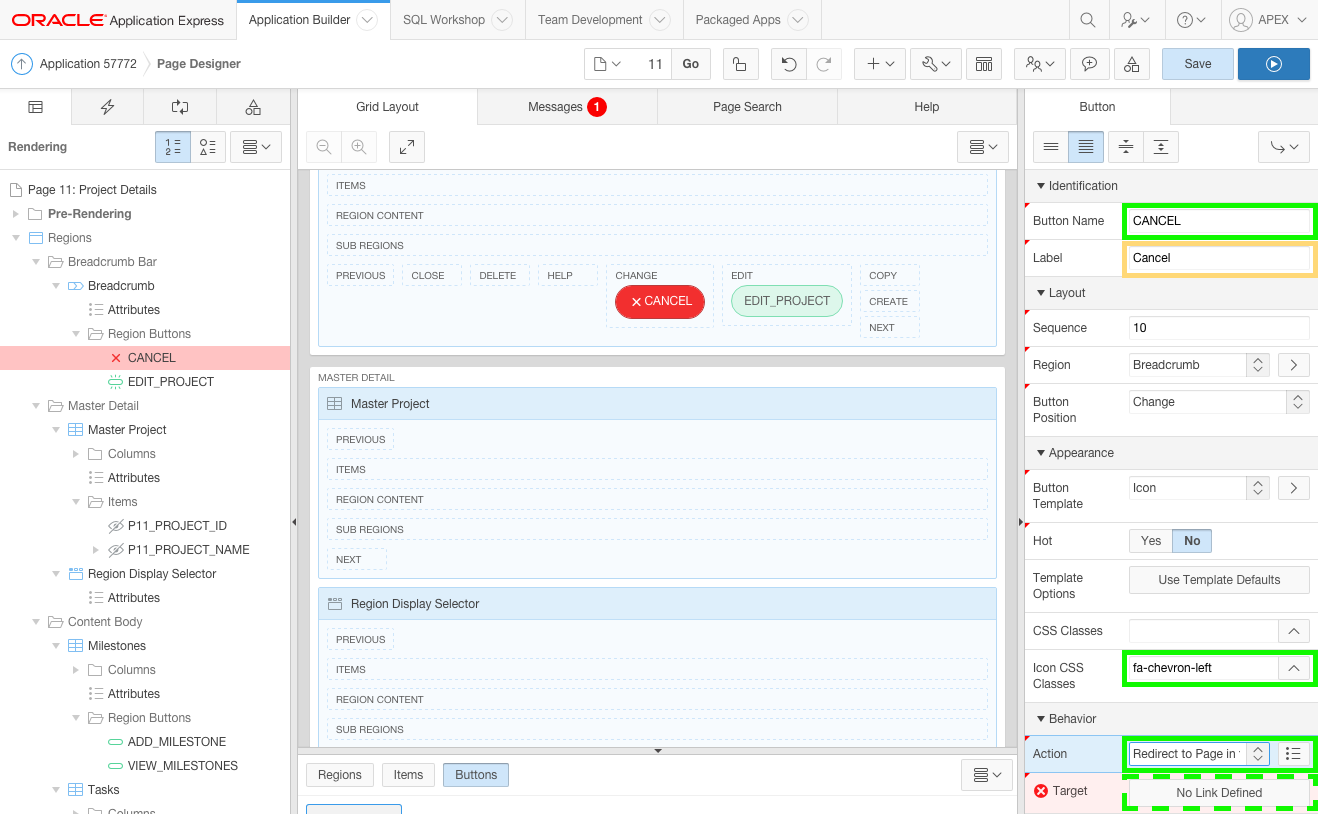 ORACLE Application Express
Application Builder
SQL Workshop
Team Development
Packaged Apps
APEX
Application 57772
Page Designer
11
Go
Save
Rendering
1
2
Page 11: Project Details
Pre-Rendering
Regions
Breadcrumb Bar
Breadcrumb
Attributes
Region Buttons
CANCEL
EDIT_PROJECT
Master Detail
Master Project
Columns
Attributes
Items
P11_PROJECT_ID
P11_PROJECT_NAME
Region Display Selector
Attributes
Content Body
Milestones
Columns
Attributes
Region Buttons
ADD_MILESTONE
VIEW_MILESTONES
Tasks
Columns
Grid Layout
Messages 1
Page Search
Help
ITEMS
REGION CONTENT
SUB REGIONS
PREVIOUS
CLOSE
DELETE
HELP
CHANGE
CANCEL
EDIT
EDIT_PROJECT
COPY
CREATE
NEXT
MASTER DETAIL
Master Project
PREVIOUS
ITEMS
REGION CONTENT
SUB REGIONS
NEXT
Region Display Selector
PREVIOUS
ITEMS
REGION CONTENT
SUB REGIONS
Regions
Items
Buttons
Button
Identification
Button Name CANCEL
Label Cancel
Layout
Sequence 10
Region Breadcrumb
Button Position Change
Appearance
Button Template Icon
Hot Yes No
Template Options Use Template Defaults
CSS Classes
Icon CSS Classes fa-chevron-left
Behavior
Action Redirect to Page in
Target No Link Defined